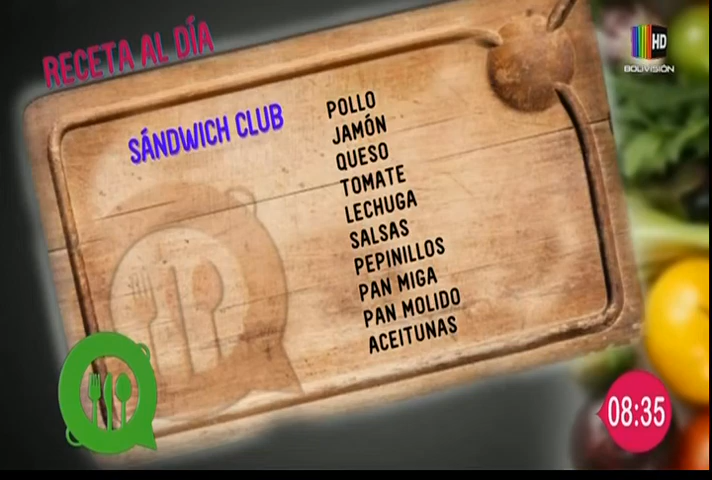 RECETA AL DÍA
HD
BOLIVISIÓN
SÁNDWICH CLUB
POLLO
JAMÓN
QUESO
TOMATE
LECHUGA
SALSAS
PEPINILLOS
PAN MIGA
PAN MOLIDO
ACEITUNAS
08:35